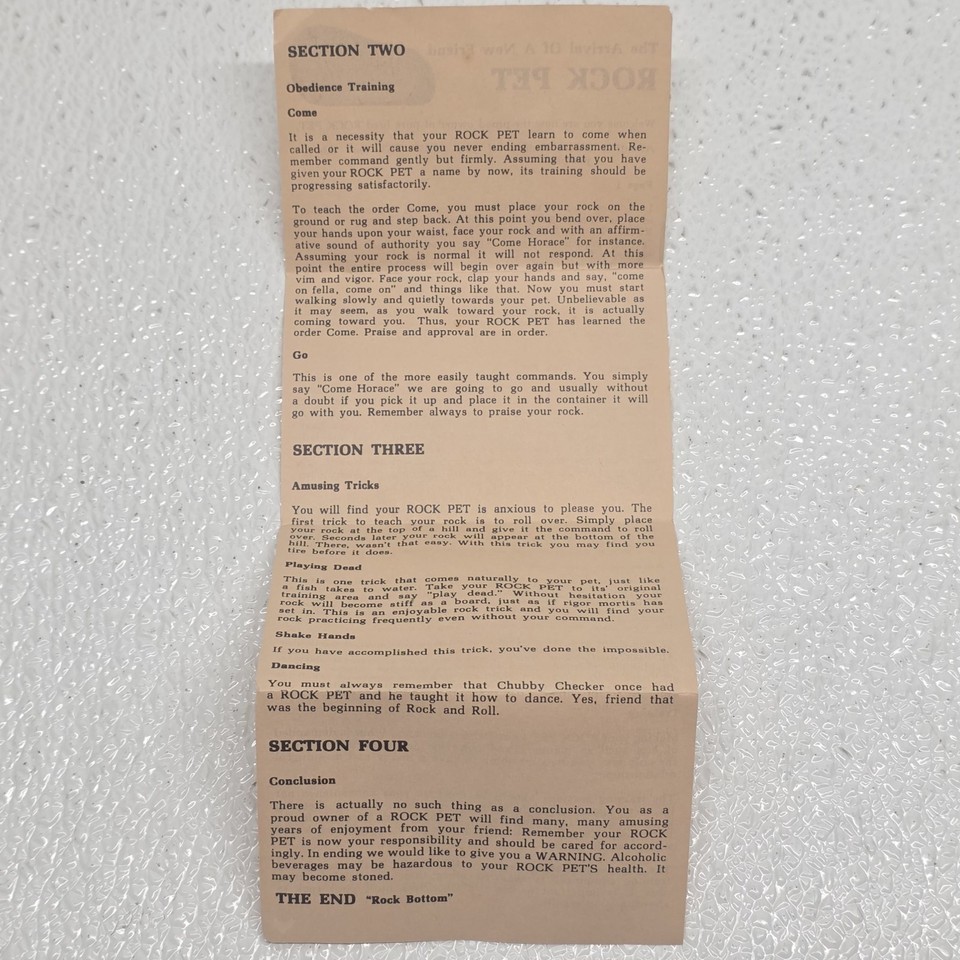 SECTION TWO
Obedience Training
Come
It is a necessity that your ROCK PET learn to come when
called or it will cause you never ending embarrassment. Re-
member command gently but firmly. Assuming that you have
given your ROCK PET a name by now, its training should be
progressing satisfactorily.
To teach the order Come, you must place your rock on the
ground or rug and step back. At this point you bend over, place
your hands upon your waist, face your rock and with an affirm-
ative sound of authority you say "Come Horace" for instance.
Assuming your rock is normal it will not respond. At this
point the entire process will begin over again but with more
vim and vigor. Face your rock, clap your hands and say, "come
on fella, come on" and things like that. Now you must start
walking slowly and quietly towards your pet. Unbelievable as
it may seem, as you walk toward your rock, it is actually
coming toward you. Thus, your ROCK PET has learned the
order Come. Praise and approval are in order.
Go
This is one of the more easily taught commands. You simply
say "Come Horace" we are going to go and usually without
a doubt if you pick it up and place it in the container it will
go with you. Remember always to praise your rock.
SECTION THREE
Amusing Tricks
You will find your ROCK PET is anxious to please you. The
first trick to teach your rock is to roll over. Simply place
your rock at the top of a hill and give it the command to roll
over. Seconds later your rock will appear at the bottom of the
hill. There, wasn't that easy. With this trick you may find you
tire before it does.
Playing Dead
This is one trick that comes naturally to your pet, just like
a fish takes to water. Take your ROCK PET to its' original
training area and say "play dead." Without hesitation your
rock will become stiff as a board, just as if rigor mortis has
set in. This is an enjoyable rock trick and you will find your
rock practicing frequently even without your command.
Shake Hands
If you have accomplished this trick, you've done the impossible.
Dancing
You must always remember that Chubby Checker once had
a ROCK PET and he taught it how to dance. Yes, friend that
was the beginning of Rock and Roll.
SECTION FOUR
Conclusion
There is actually no such thing as a conclusion. You as a
proud owner of a ROCK PET will find many, many amusing
years of enjoyment from your friend: Remember your ROCK
PET is now your responsibility and should be cared for accord-
ingly. In ending we would like to give you a WARNING. Alcoholic
beverages may be hazardous to your ROCK PET'S health. It
may become stoned.
THE END "Rock Bottom"
The Arrival Of A New Friend
ROCK PET